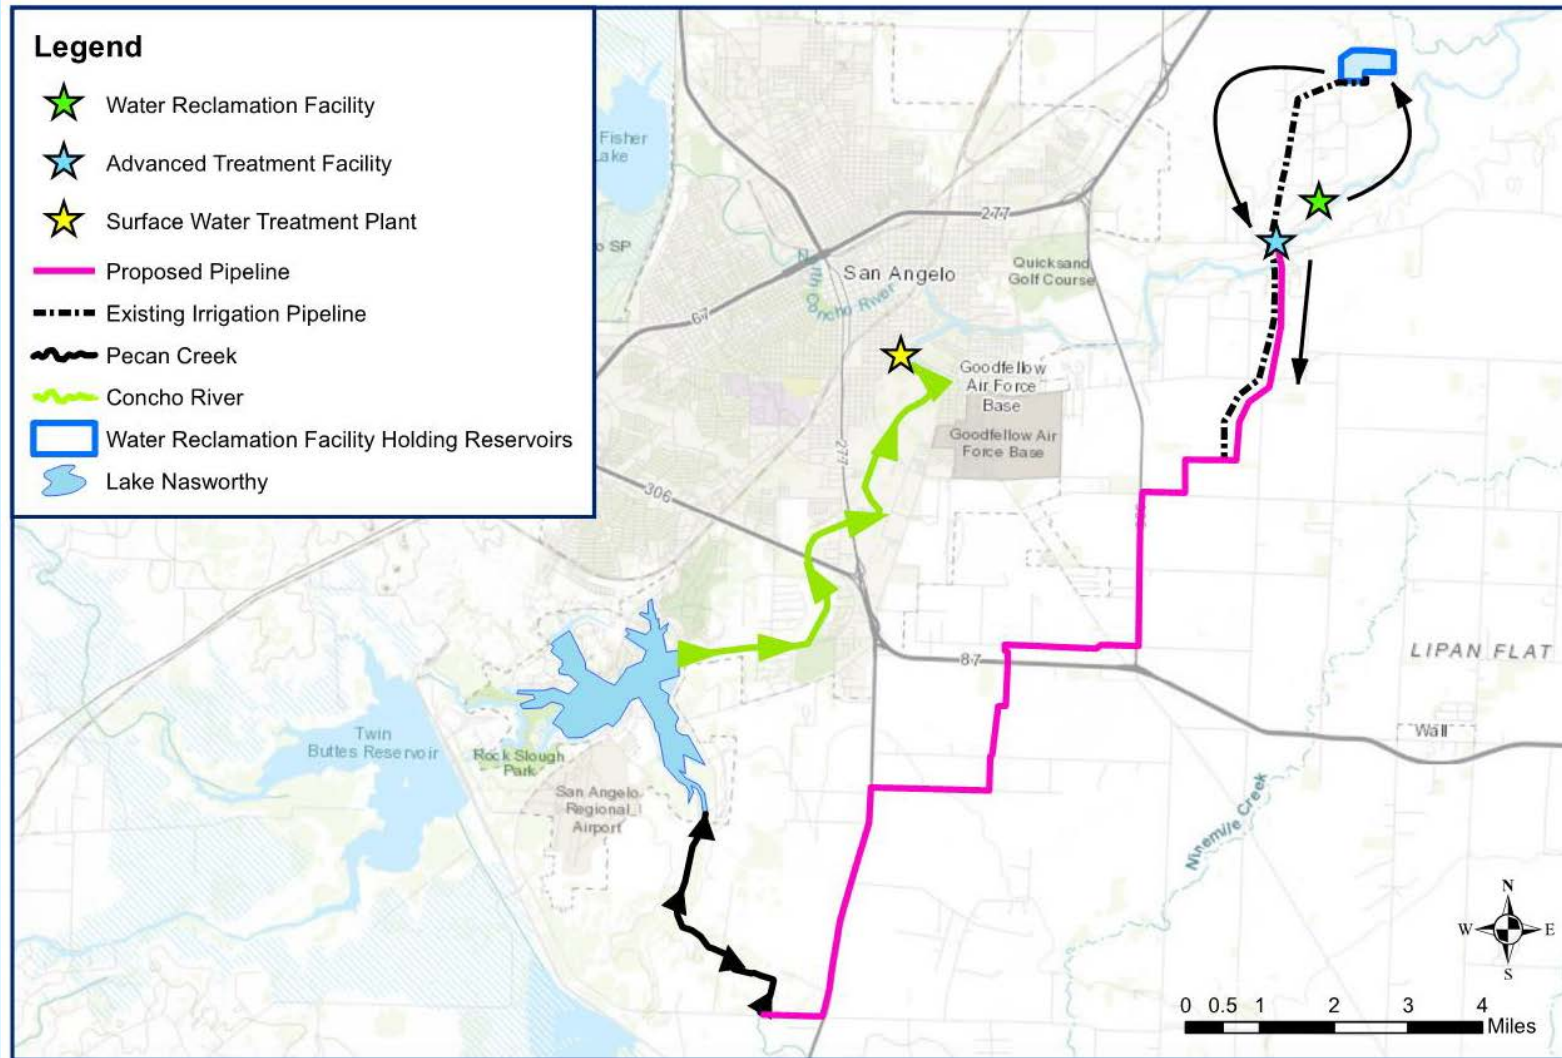 Legend
Water Reclamation Facility
Advanced Treatment Facility
Surface Water Treatment Plant
Proposed Pipeline
Existing Irrigation Pipeline
Pecan Creek
Concho River
Water Reclamation Facility Holding Reservoirs
Lake Nasworthy
Fisher
Lake
o SP
277
67
North Concho River
San Angelo
Quicksand
Golf Course
Goodfellow
Air Force
Base
Goodfellow Air
Force Base
277
306
87
LIPAN FLAT
Wall
Twin
Buttes Reservoir
Rock Slough
Park
San Angelo
Regional
Airport
Ninemile Creek
N
W
E
S
0 0.5 1 2 3 4
Miles